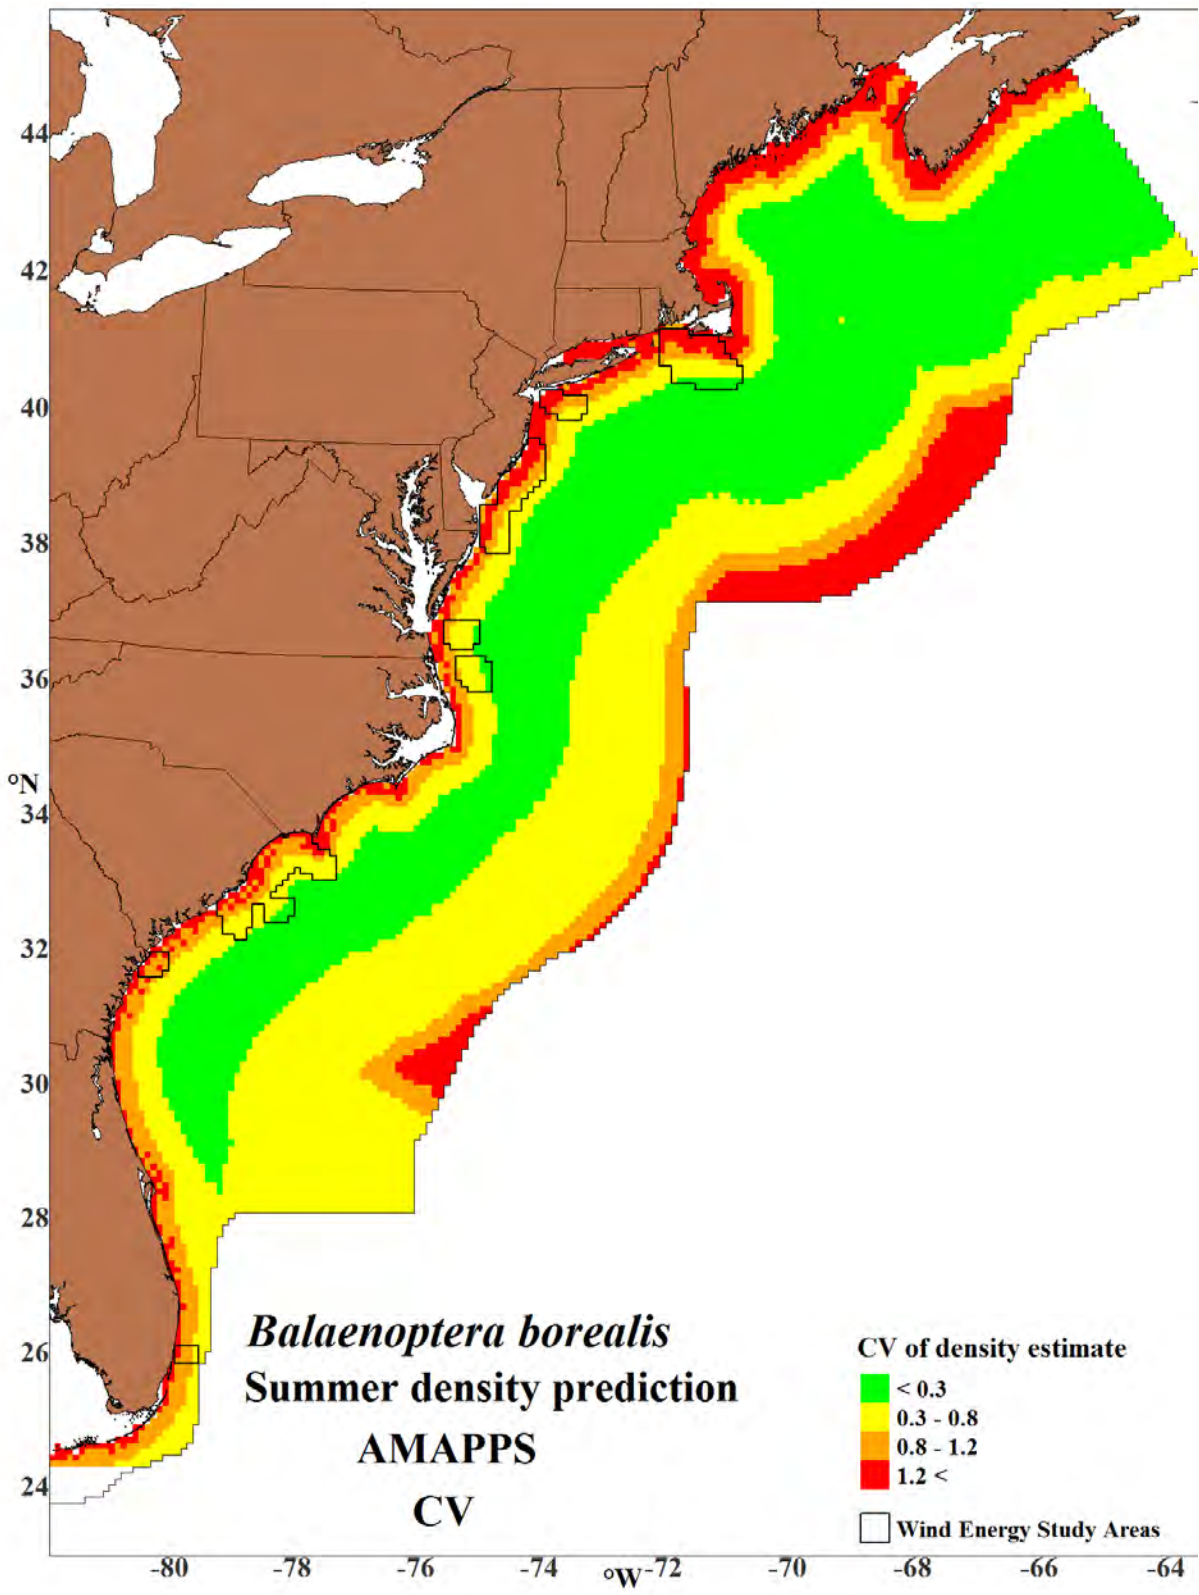 44
42
40
38
36
°N
34
32
30
28
26
24
Balaenoptera borealis
Summer density prediction
AMAPPS
CV
CV of density estimate
< 0.3
0.3 - 0.8
0.8 - 1.2
1.2 <
Wind Energy Study Areas
-80 -78 -76 -74 °W -72 -70 -68 -66 -64